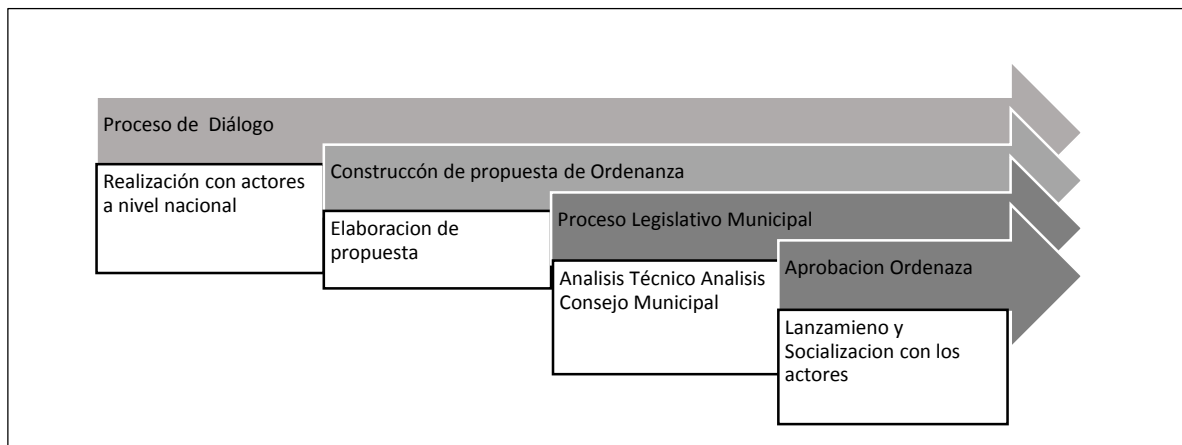 Proceso de  Diálogo
Realización con actores
a nivel nacional
Construccón de propuesta de Ordenanza
Elaboracion de
propuesta
Proceso Legislativo Municipal
Analisis Técnico Analisis
Consejo Municipal
Aprobacion Ordenaza
Lanzamieno y
Socializacion con los
actores